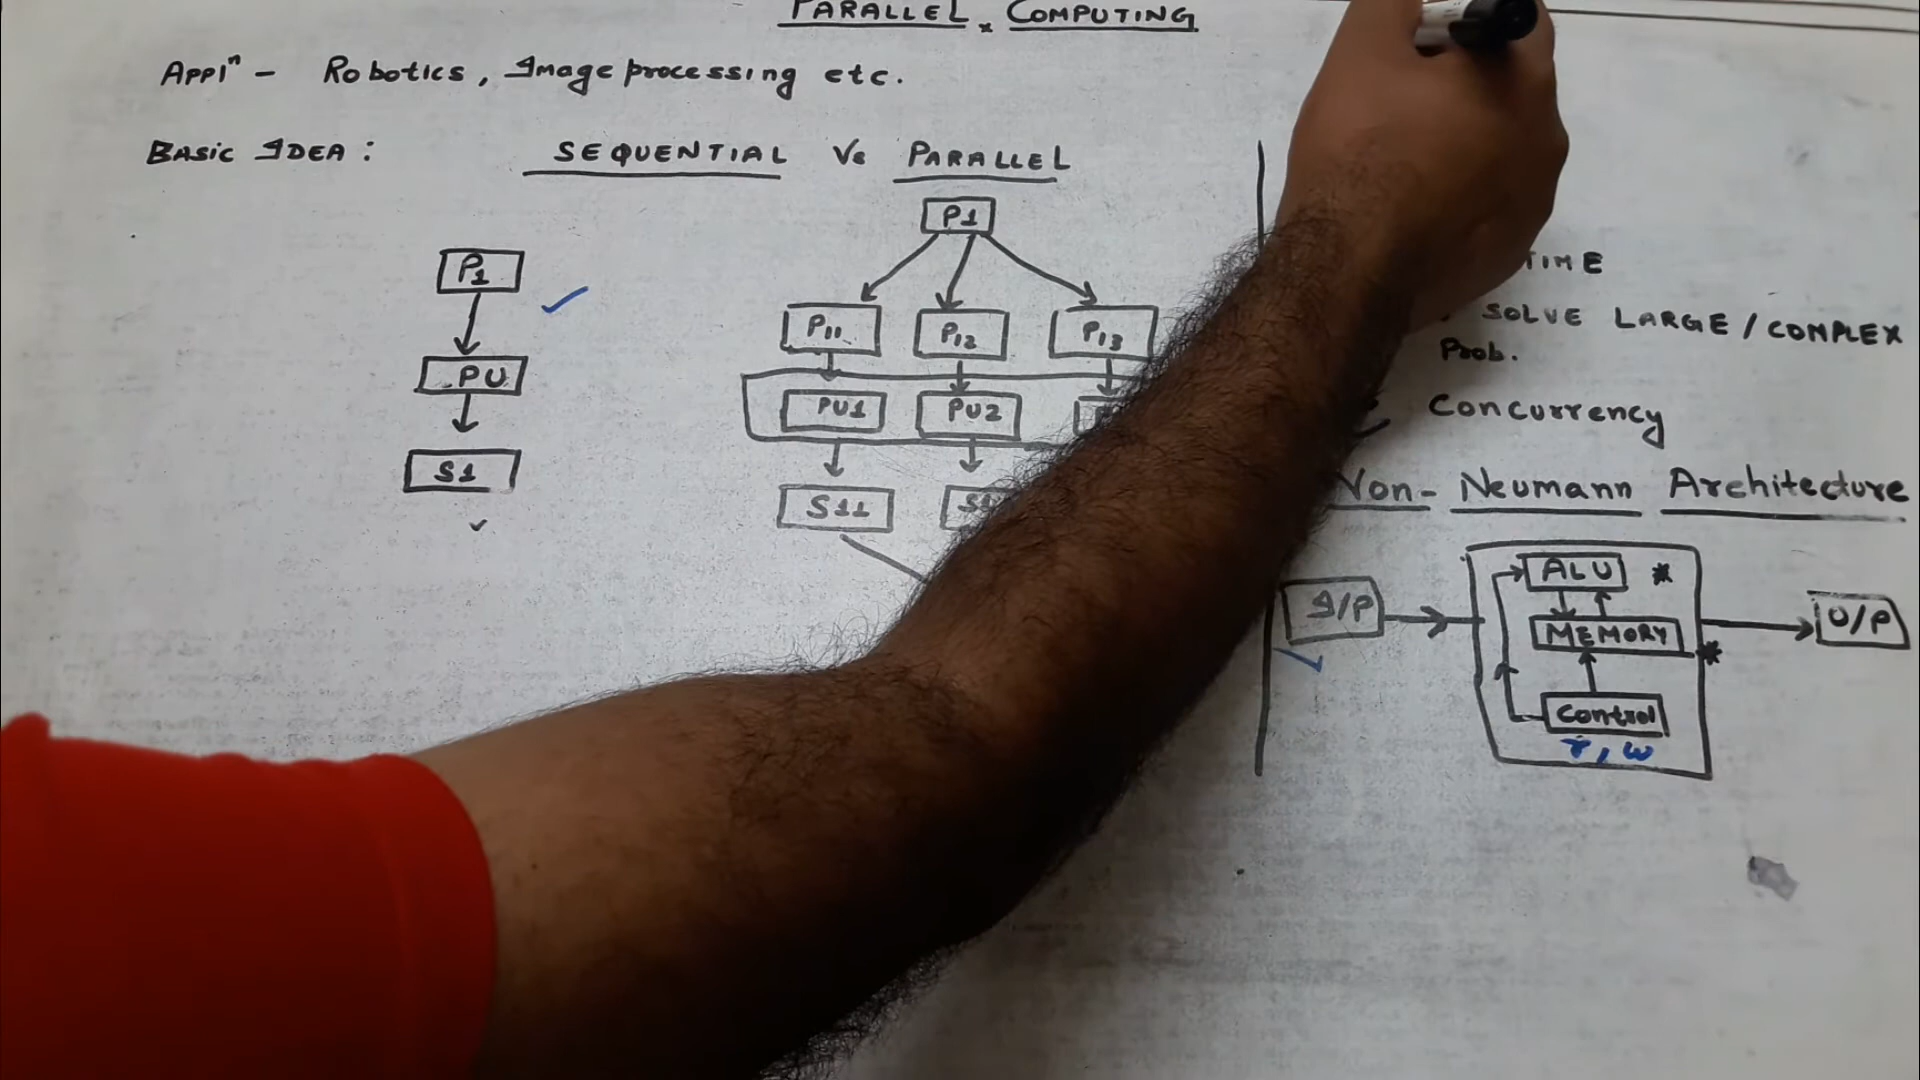 PARALLEL COMPUTING
Appln - Robotics, Image processing etc.
BASIC IDEA :
SEQUENTIAL Vs PARALLEL
P1
PU
S1
P1
P11 P12 P13
PU1 PU2
S11
TIME
SOLVE LARGE / COMPLEX
Prob.
Concurrency
Von- Neumann Architecture
I/P
ALU *
MEMORY *
Control
r, w
O/P